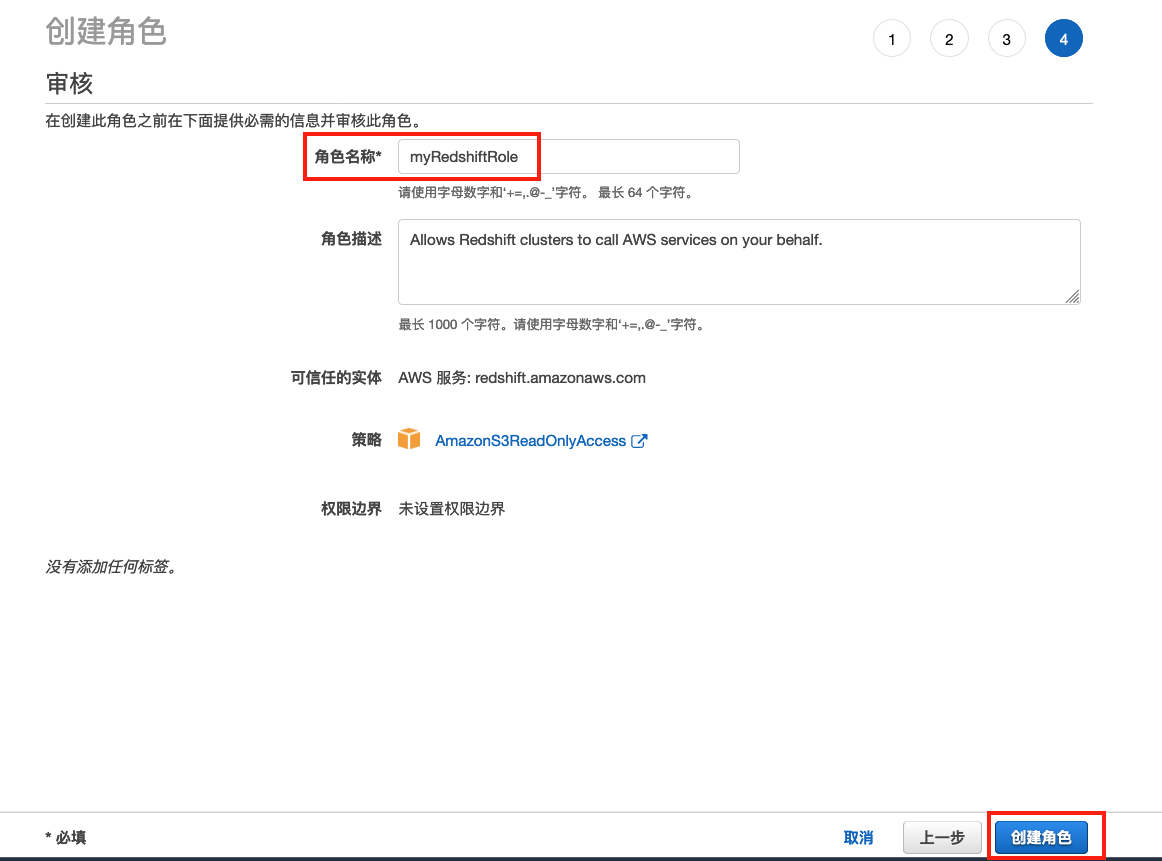 创建角色
1 2 3 4
审核
在创建此角色之前在下面提供必需的信息并审核此角色。
角色名称* myRedshiftRole
请使用字母数字和‘+=,.@-_’字符。 最长 64 个字符。
角色描述 Allows Redshift clusters to call AWS services on your behalf.
最长 1000 个字符。请使用字母数字和‘+=,.@-_’字符。
可信任的实体 AWS 服务: redshift.amazonaws.com
策略 AmazonS3ReadOnlyAccess
权限边界 未设置权限边界
没有添加任何标签。
* 必填 取消 上一步 创建角色